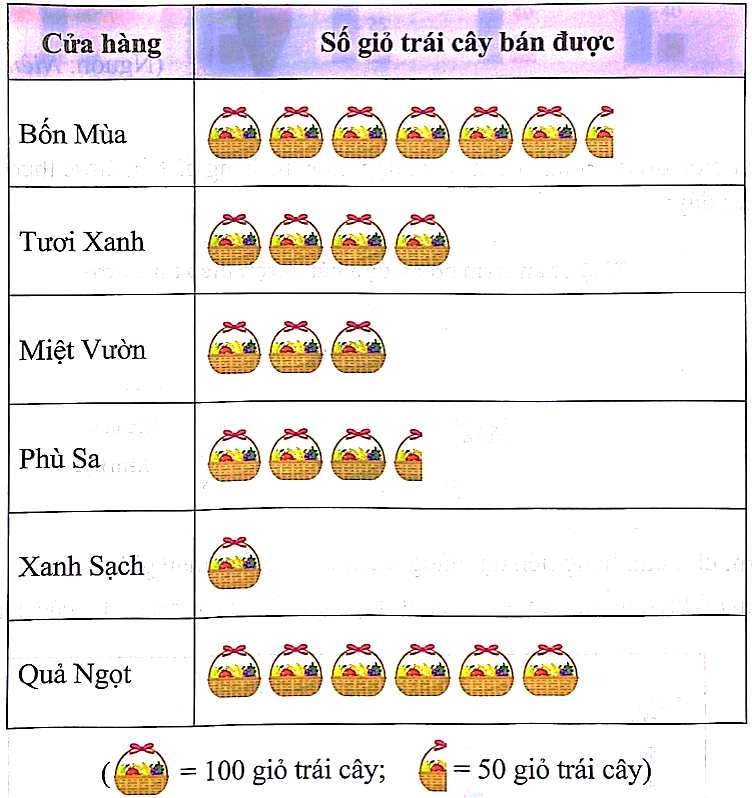 Cửa hàng Số giỏ trái cây bán được
Bốn Mùa
Tươi Xanh
Miệt Vườn
Phù Sa
Xanh Sạch
Quả Ngọt
( = 100 giỏ trái cây; = 50 giỏ trái cây)